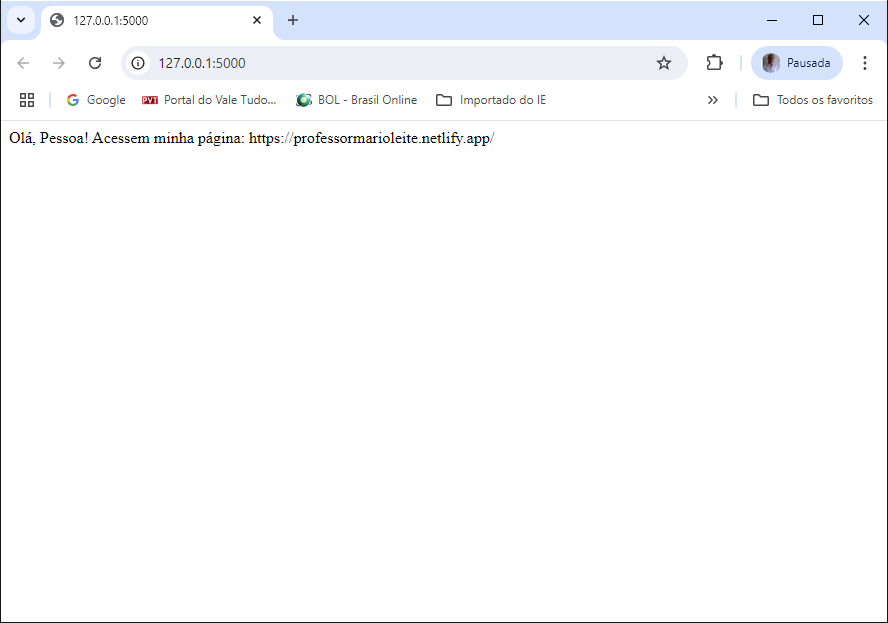 127.0.0.1:5000
127.0.0.1:5000
Pausada
Google
Portal do Vale Tudo...
BOL - Brasil Online
Importado do IE
Todos os favoritos
Olá, Pessoa! Acessem minha página: https://professormarioleite.netlify.app/